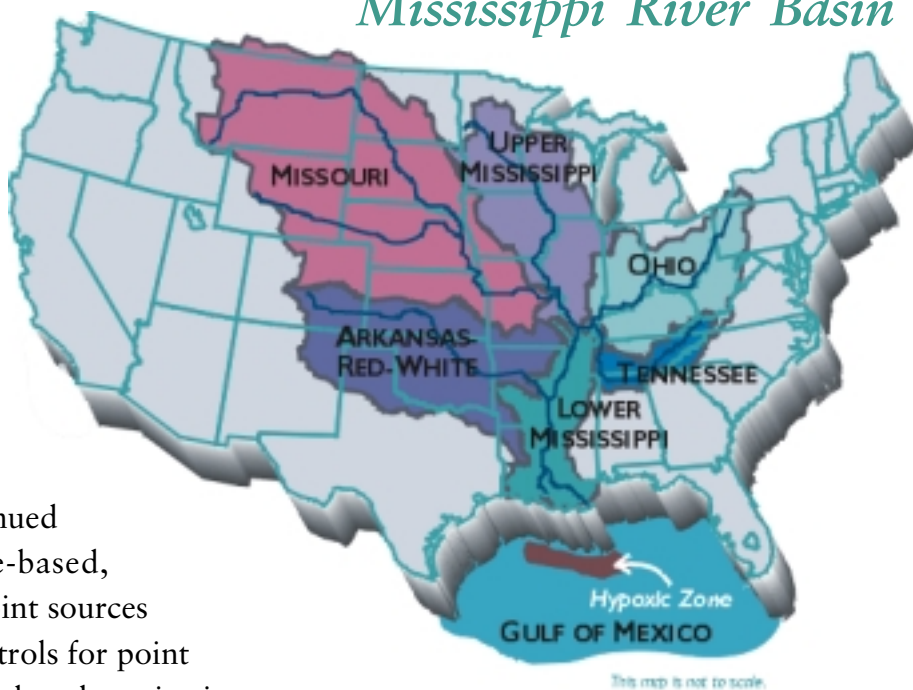 Mississippi River Basin
UPPER
MISSISSIPPI
MISSOURI
OHIO
ARKANSAS-
RED-WHITE
TENNESSEE
LOWER
MISSISSIPPI
nued
e-based,
int sources
trols for point
Hypoxic Zone
GULF OF MEXICO
This map is not to scale.